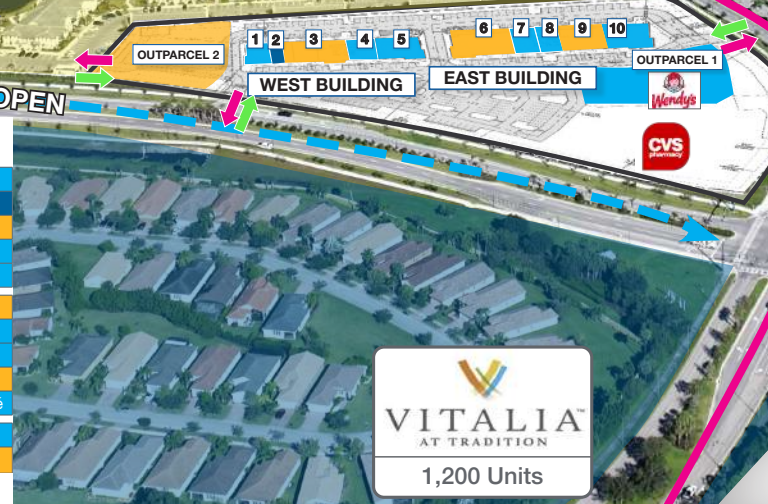 1 2 3 4 5 6 7 8 9 10
OUTPARCEL 2
OUTPARCEL 1
WEST BUILDING
EAST BUILDING
Wendy's
OPEN
CVS
pharmacy
VITALIA™
AT TRADITION
1,200 Units